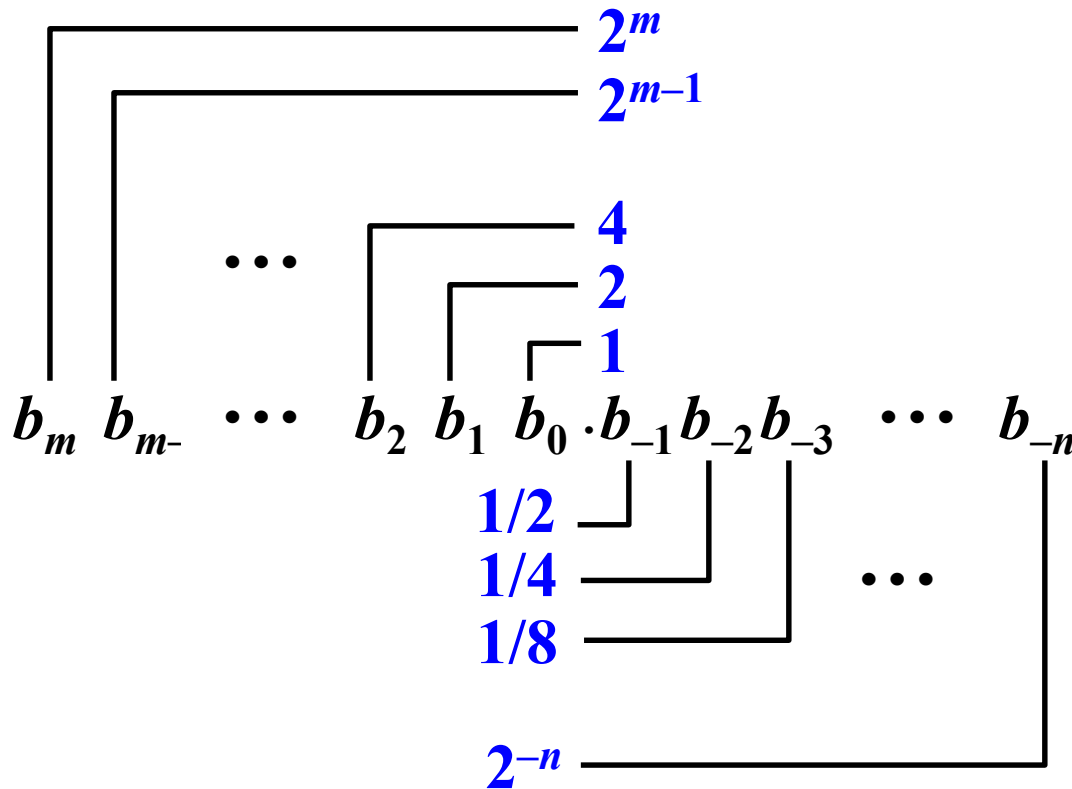 2^m
2^{m–1}
4
2
1
...
b_m b_{m-} ... b_2 b_1 b_0 .b_{–1} b_{–2} b_{–3} ... b_{–n}
1/2
1/4
...
1/8
2^{–n}